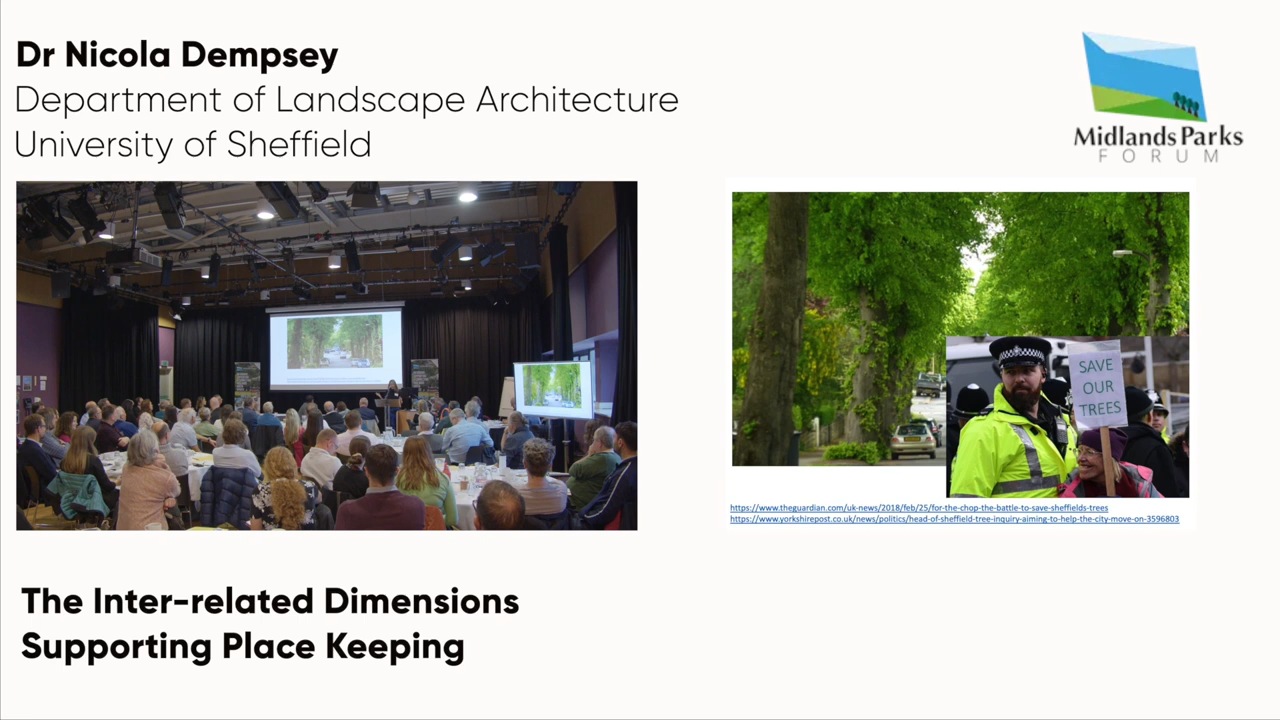 Dr Nicola Dempsey
Department of Landscape Architecture
University of Sheffield
Midlands Parks
FORUM
SAVE
OUR
TREES
https://www.theguardian.com/uk-news/2018/feb/25/for-the-chop-the-battle-to-save-sheffields-trees
https://www.yorkshirepost.co.uk/news/politics/head-of-sheffield-tree-inquiry-aiming-to-help-the-city-move-on-3596803
The Inter-related Dimensions
Supporting Place Keeping